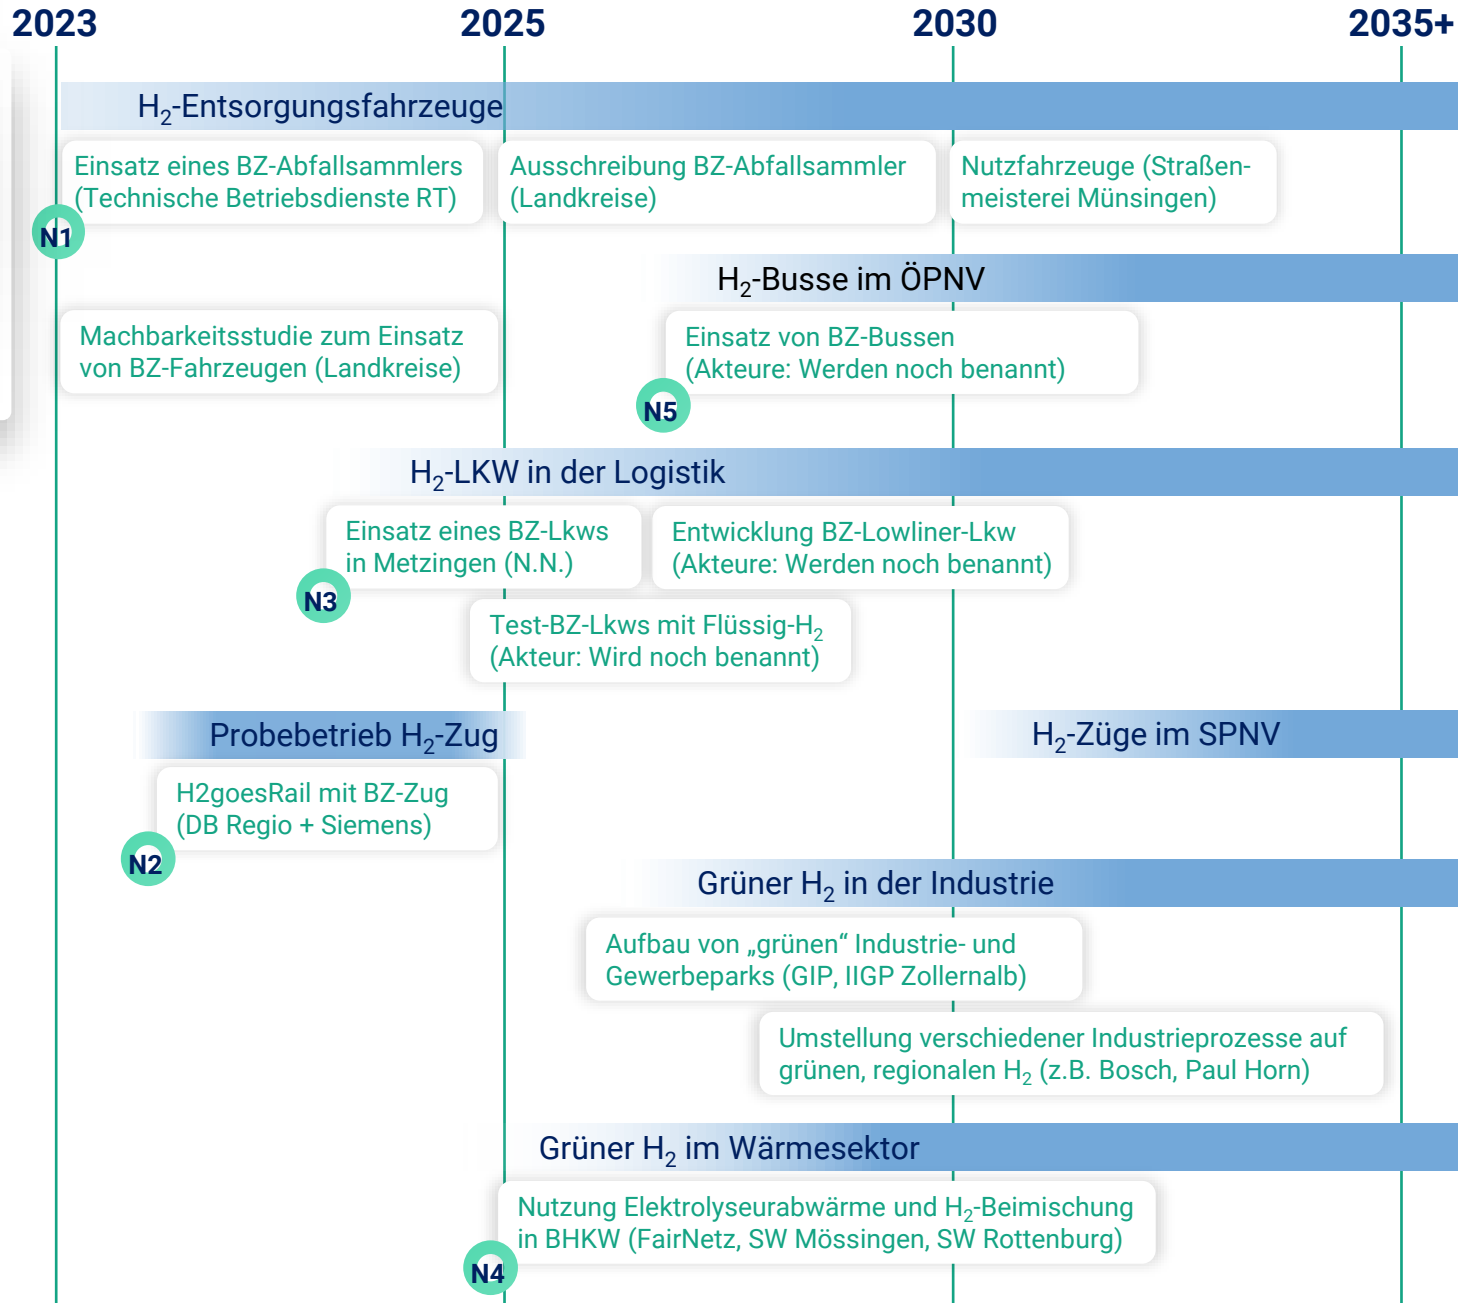 2023
2025
2030
2035+
H₂-Entsorgungsfahrzeuge
Einsatz eines BZ-Abfallsammlers
(Technische Betriebsdienste RT)
Ausschreibung BZ-Abfallsammler
(Landkreise)
Nutzfahrzeuge (Straßen-
meisterei Münsingen)
N1
H₂-Busse im ÖPNV
Machbarkeitsstudie zum Einsatz
von BZ-Fahrzeugen (Landkreise)
Einsatz von BZ-Bussen
(Akteure: Werden noch benannt)
N5
H₂-LKW in der Logistik
Einsatz eines BZ-Lkws
in Metzingen (N.N.)
Entwicklung BZ-Lowliner-Lkw
(Akteure: Werden noch benannt)
N3
Test-BZ-Lkws mit Flüssig-H₂
(Akteur: Wird noch benannt)
Probebetrieb H₂-Zug
H₂-Züge im SPNV
H2goesRail mit BZ-Zug
(DB Regio + Siemens)
N2
Grüner H₂ in der Industrie
Aufbau von „grünen“ Industrie- und
Gewerbeparks (GIP, IIGP Zollernalb)
Umstellung verschiedener Industrieprozesse auf
grünen, regionalen H₂ (z.B. Bosch, Paul Horn)
Grüner H₂ im Wärmesektor
Nutzung Elektrolyseurabwärme und H₂-Beimischung
in BHKW (FairNetz, SW Mössingen, SW Rottenburg)
N4